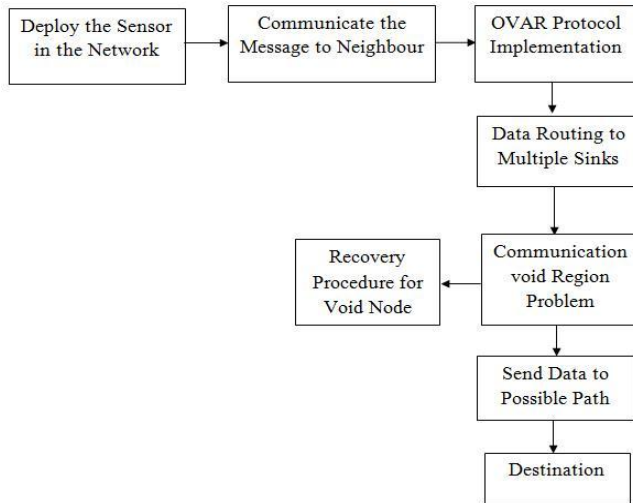 Deploy the Sensor
in the Network
Communicate the
Message to Neighbour
OVAR Protocol
Implementation
Data Routing to
Multiple Sinks
Recovery
Procedure for
Void Node
Communication
void Region
Problem
Send Data to
Possible Path
Destination